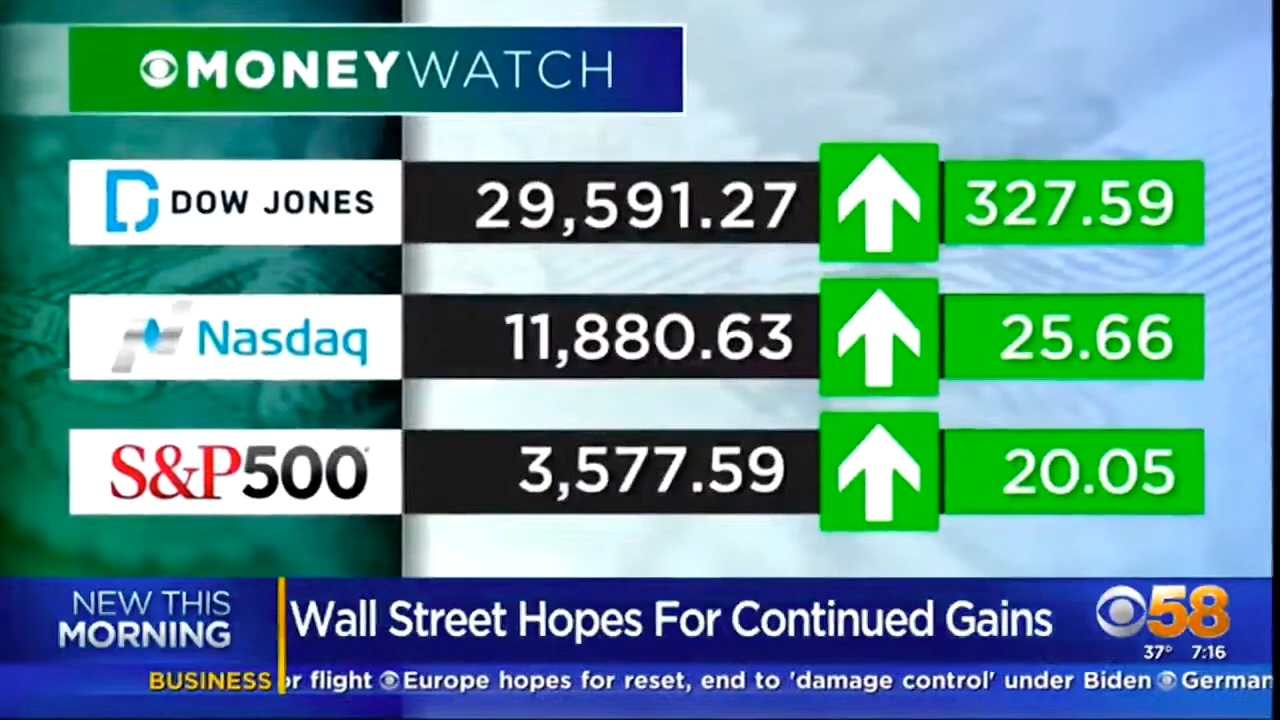 MONEYWATCH
DOW JONES 29,591.27 327.59
Nasdaq 11,880.63 25.66
S&P500 3,577.59 20.05
NEW THIS
MORNING
Wall Street Hopes For Continued Gains
58
37° 7:16
BUSINESS or flight Europe hopes for reset, end to 'damage control' under Biden German